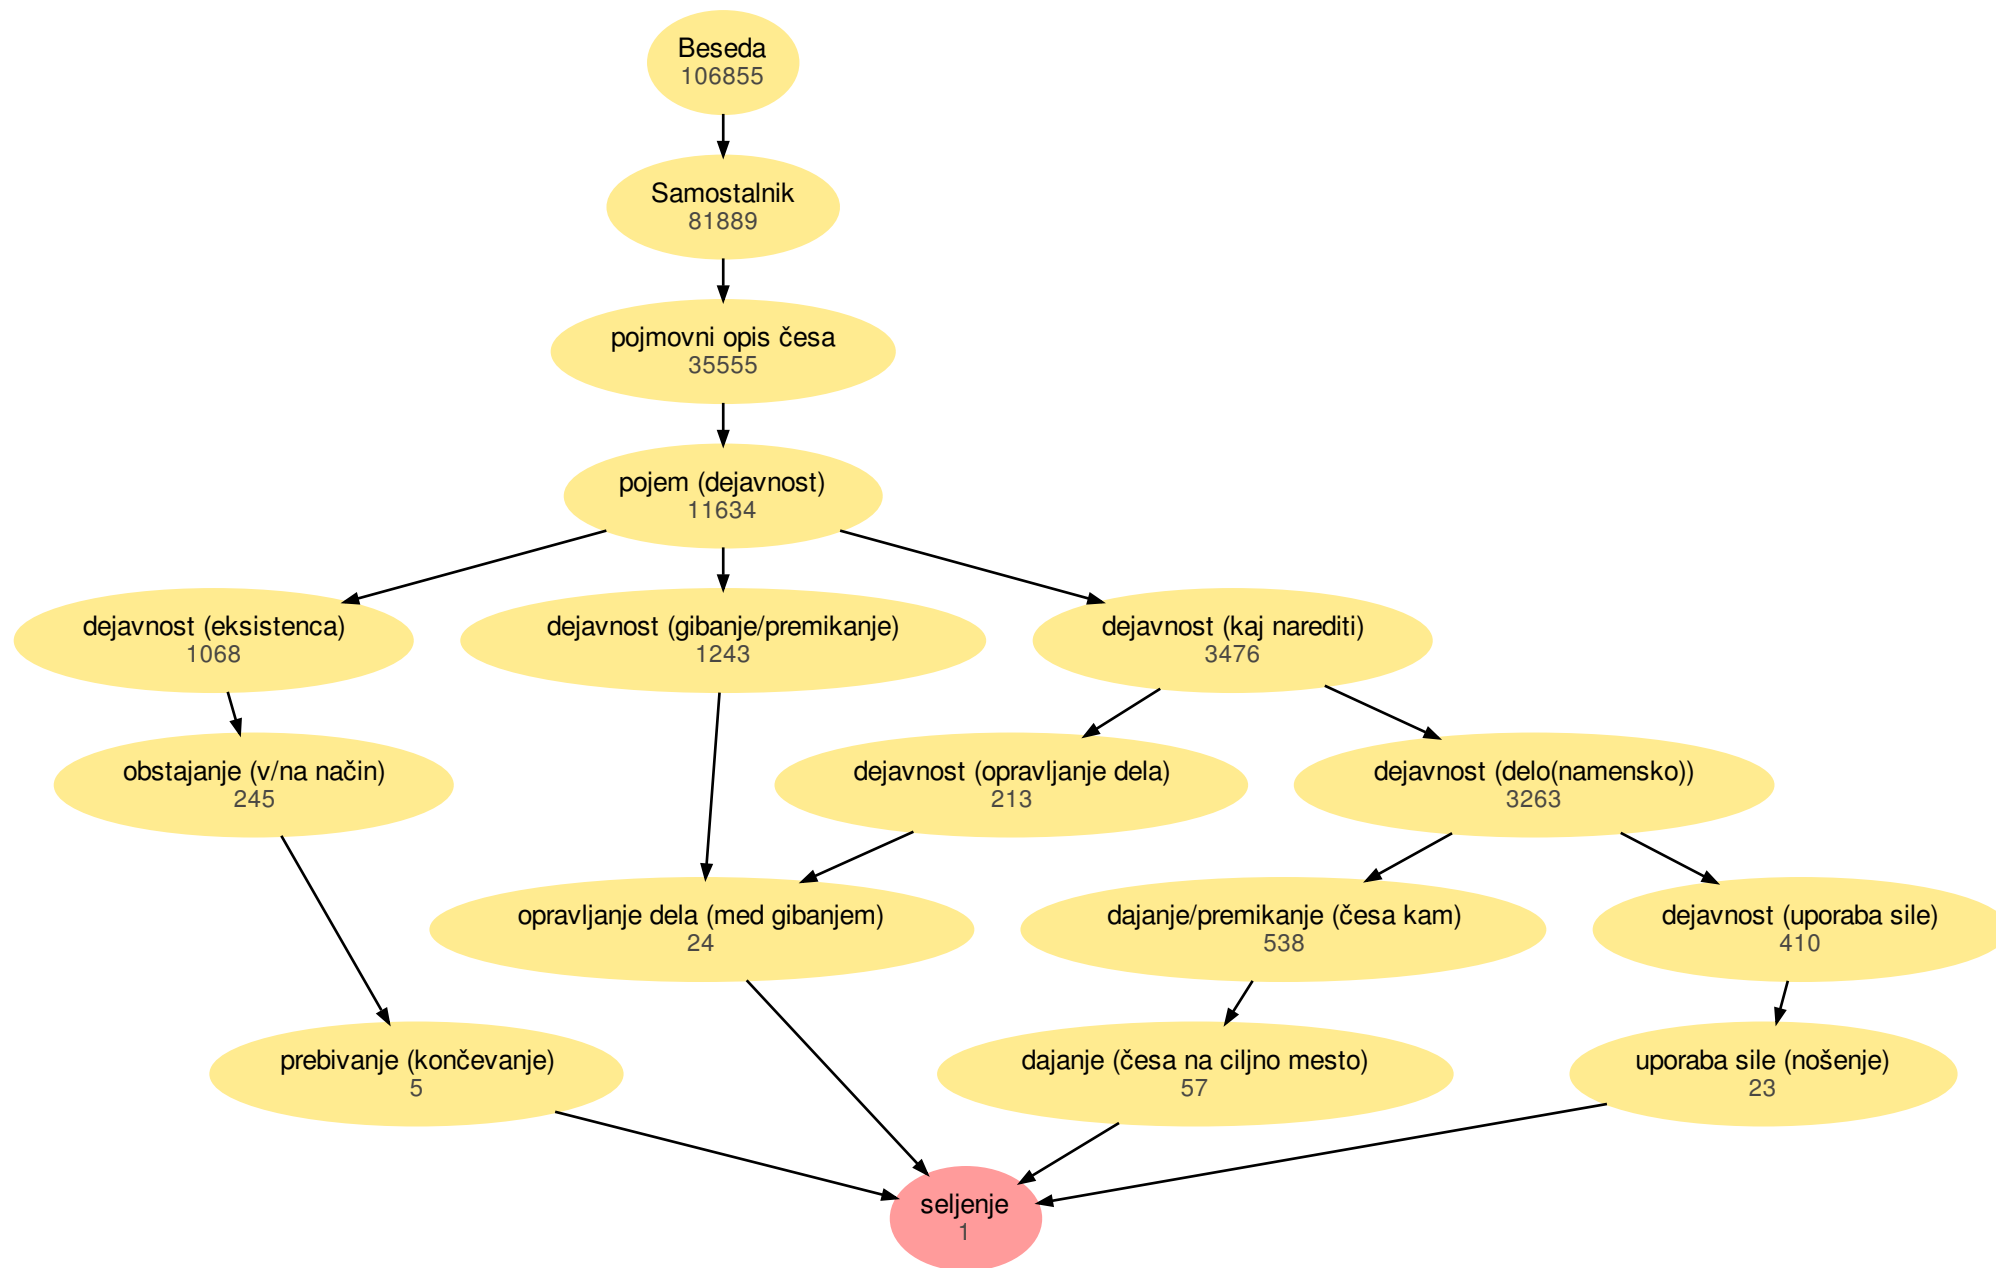 Beseda
106855
Samostalnik
81889
pojmovni opis česa
35555
pojem (dejavnost)
11634
dejavnost (eksistenca)
1068
dejavnost (gibanje/premikanje)
1243
dejavnost (kaj narediti)
3476
obstajanje (v/na način)
245
dejavnost (opravljanje dela)
213
dejavnost (delo(namensko))
3263
opravljanje dela (med gibanjem)
24
dajanje/premikanje (česa kam)
538
dejavnost (uporaba sile)
410
prebivanje (končevanje)
5
dajanje (česa na ciljno mesto)
57
uporaba sile (nošenje)
23
seljenje
1